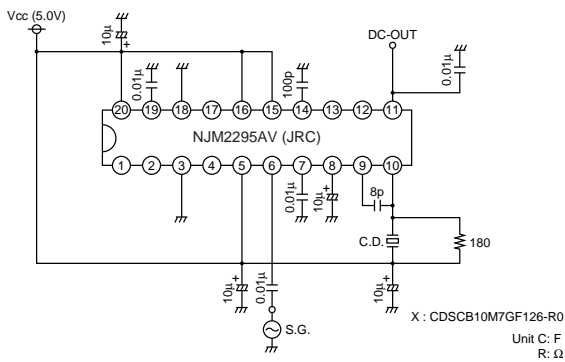 Vcc (5.0V)
10µ
+
0.01µ
100p
DC-OUT
0.01µ
20 19 18 17 16 15 14 13 12 11
NJM2295AV (JRC)
1 2 3 4 5 6 7 8 9 10
0.01µ
10µ
+
8p
C.D.
180
10µ
+
0.01µ
10µ
+
S.G.
X : CDSCB10M7GF126-R0
Unit C: F
R: Ω